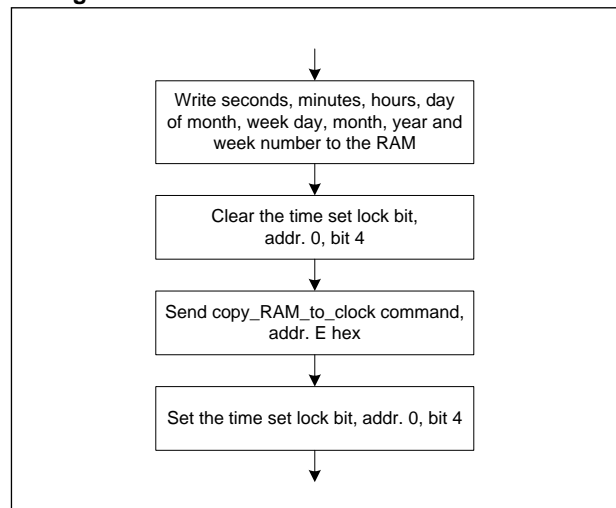 Write seconds, minutes, hours, day
of month, week day, month, year and
week number to the RAM
Clear the time set lock bit,
addr. 0, bit 4
Send copy_RAM_to_clock command,
addr. E hex
Set the time set lock bit, addr. 0, bit 4